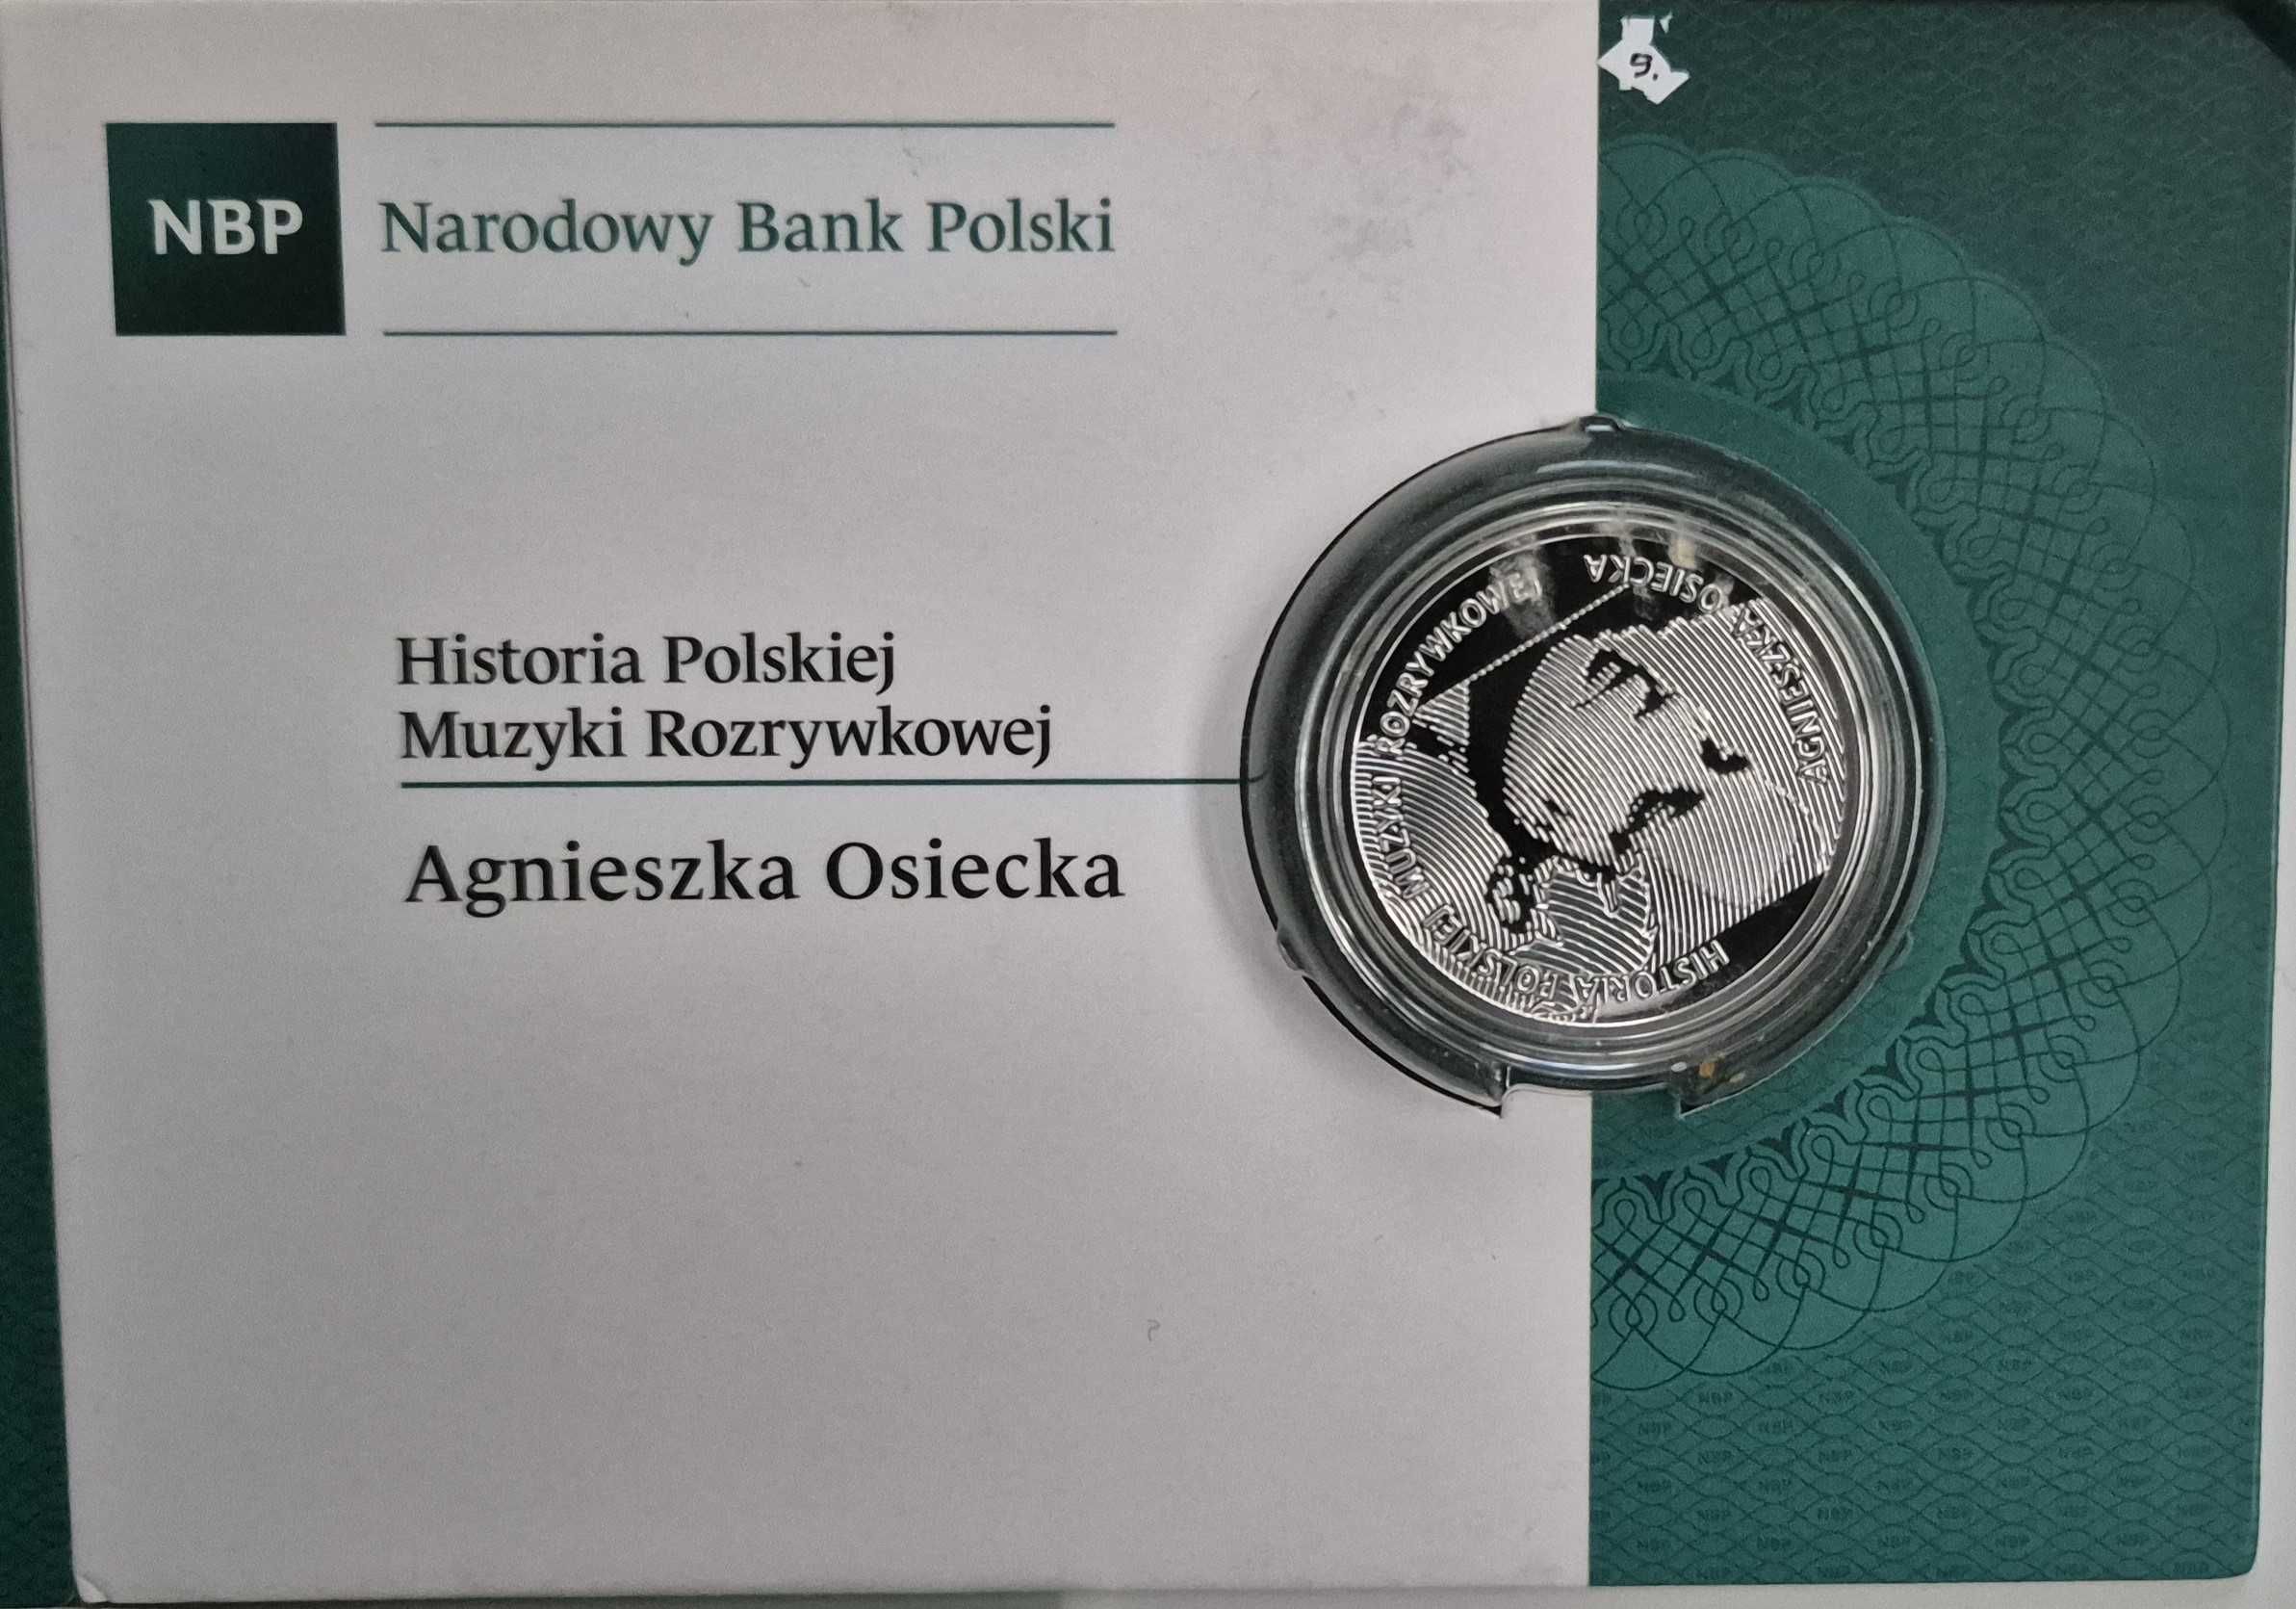 9.
NBP
Narodowy Bank Polski
Historia Polskiej
Muzyki Rozrywkowej
Agnieszka Osiecka
HISTORIA POLSKIEJ MUZYKI ROZRYWKOWEJ
AGNIESZKA OSIECKA